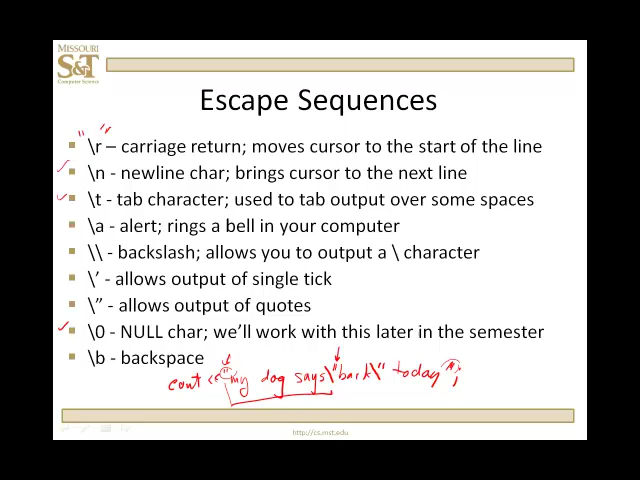 MISSOURI
S&T
Computer Science
Escape Sequences
" "
\r – carriage return; moves cursor to the start of the line
\n - newline char; brings cursor to the next line
\t - tab character; used to tab output over some spaces
\a - alert; rings a bell in your computer
\\ - backslash; allows you to output a \ character
\’ - allows output of single tick
\” - allows output of quotes
\0 - NULL char; we’ll work with this later in the semester
\b - backspace
cout << "my dog says \"bark\" today";
http://cs.mst.edu